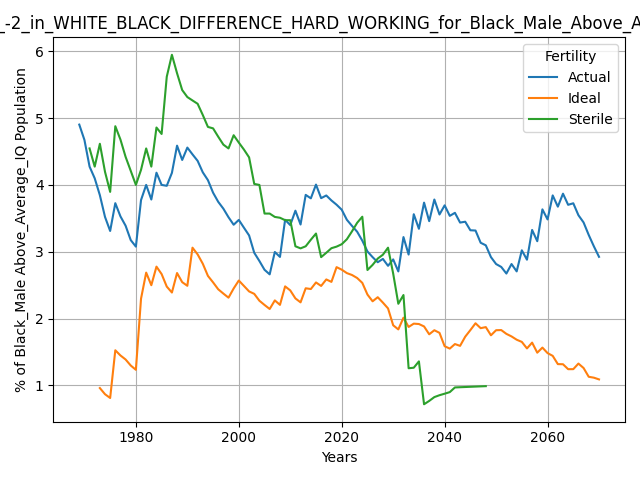 _-2_in_WHITE_BLACK_DIFFERENCE_HARD_WORKING_for_Black_Male_Above_A
Fertility
Actual
Ideal
Sterile
% of Black_Male Above_Average_IQ Population
6
5
4
3
2
1
1980
2000
2020
2040
2060
Years